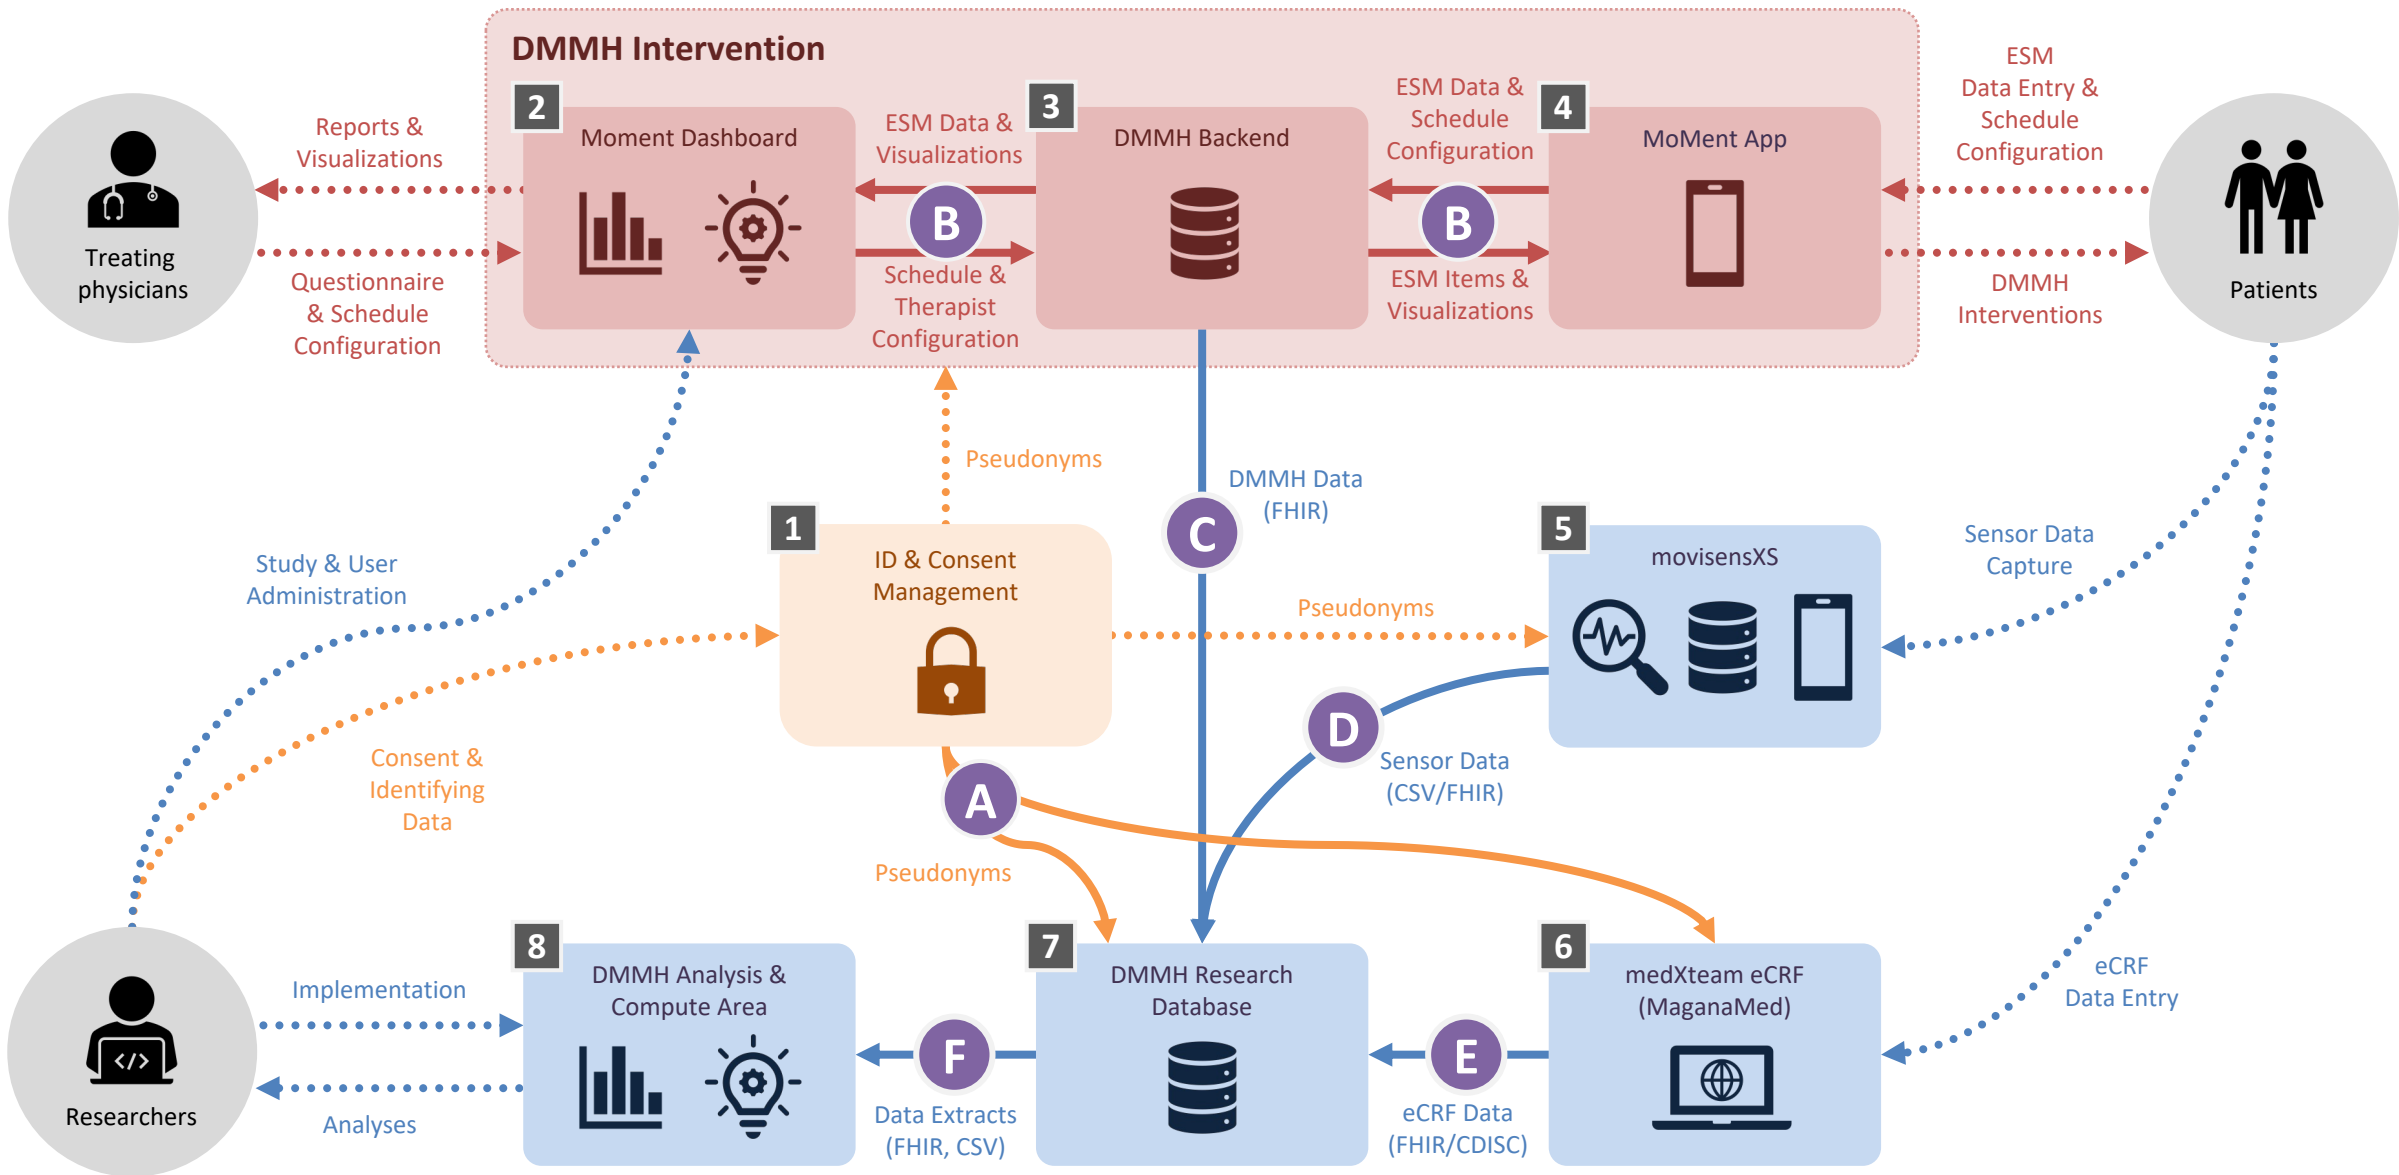 DMMH Intervention
2
Moment Dashboard
3
DMMH Backend
4
MoMent App
Reports &
Visualizations
Questionnaire
& Schedule
Configuration
Treating
physicians
ESM Data &
Visualizations
B
Schedule &
Therapist
Configuration
ESM Data &
Schedule
Configuration
B
ESM Items &
Visualizations
ESM
Data Entry &
Schedule
Configuration
DMMH
Interventions
Patients
Pseudonyms
DMMH Data
(FHIR)
C
1
ID & Consent
Management
Pseudonyms
5
movisensXS
Sensor Data
Capture
Study & User
Administration
Consent &
Identifying
Data
D
Sensor Data
(CSV/FHIR)
A
Pseudonyms
eCRF
Data Entry
8
DMMH Analysis &
Compute Area
7
DMMH Research
Database
6
medXteam eCRF
(MaganaMed)
Implementation
Analyses
</>
Researchers
F
Data Extracts
(FHIR, CSV)
E
eCRF Data
(FHIR/CDISC)